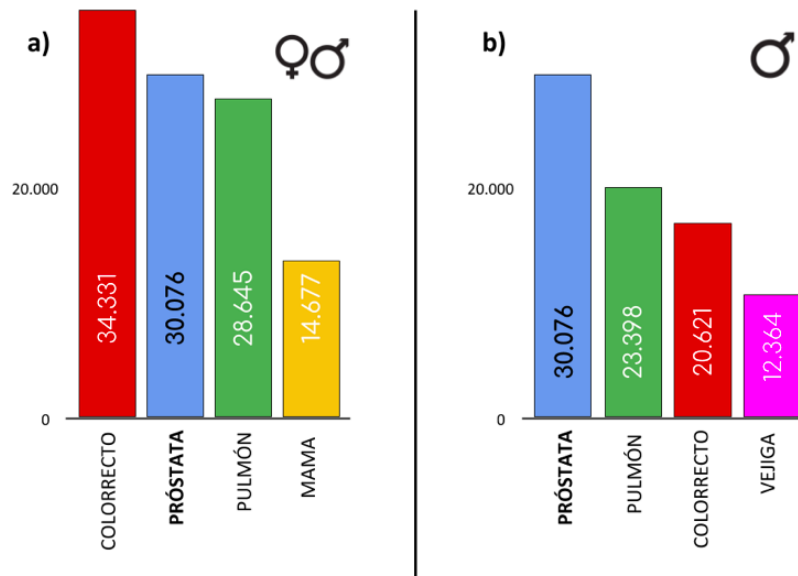 a)
20.000
0
34.331
30.076
28.645
14.677
COLORRECTO
PRÓSTATA
PULMÓN
MAMA
b)
20.000
0
30.076
23.398
20.621
12.364
PRÓSTATA
PULMÓN
COLORRECTO
VEJIGA